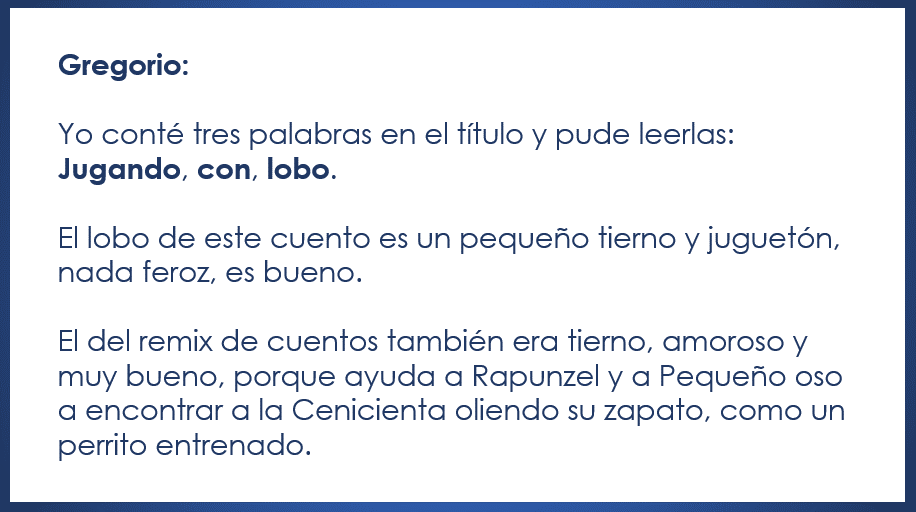 Gregorio:
Yo conté tres palabras en el título y pude leerlas:
Jugando, con, lobo.
El lobo de este cuento es un pequeño tierno y juguetón,
nada feroz, es bueno.
El del remix de cuentos también era tierno, amoroso y
muy bueno, porque ayuda a Rapunzel y a Pequeño oso
a encontrar a la Cenicienta oliendo su zapato, como un
perrito entrenado.